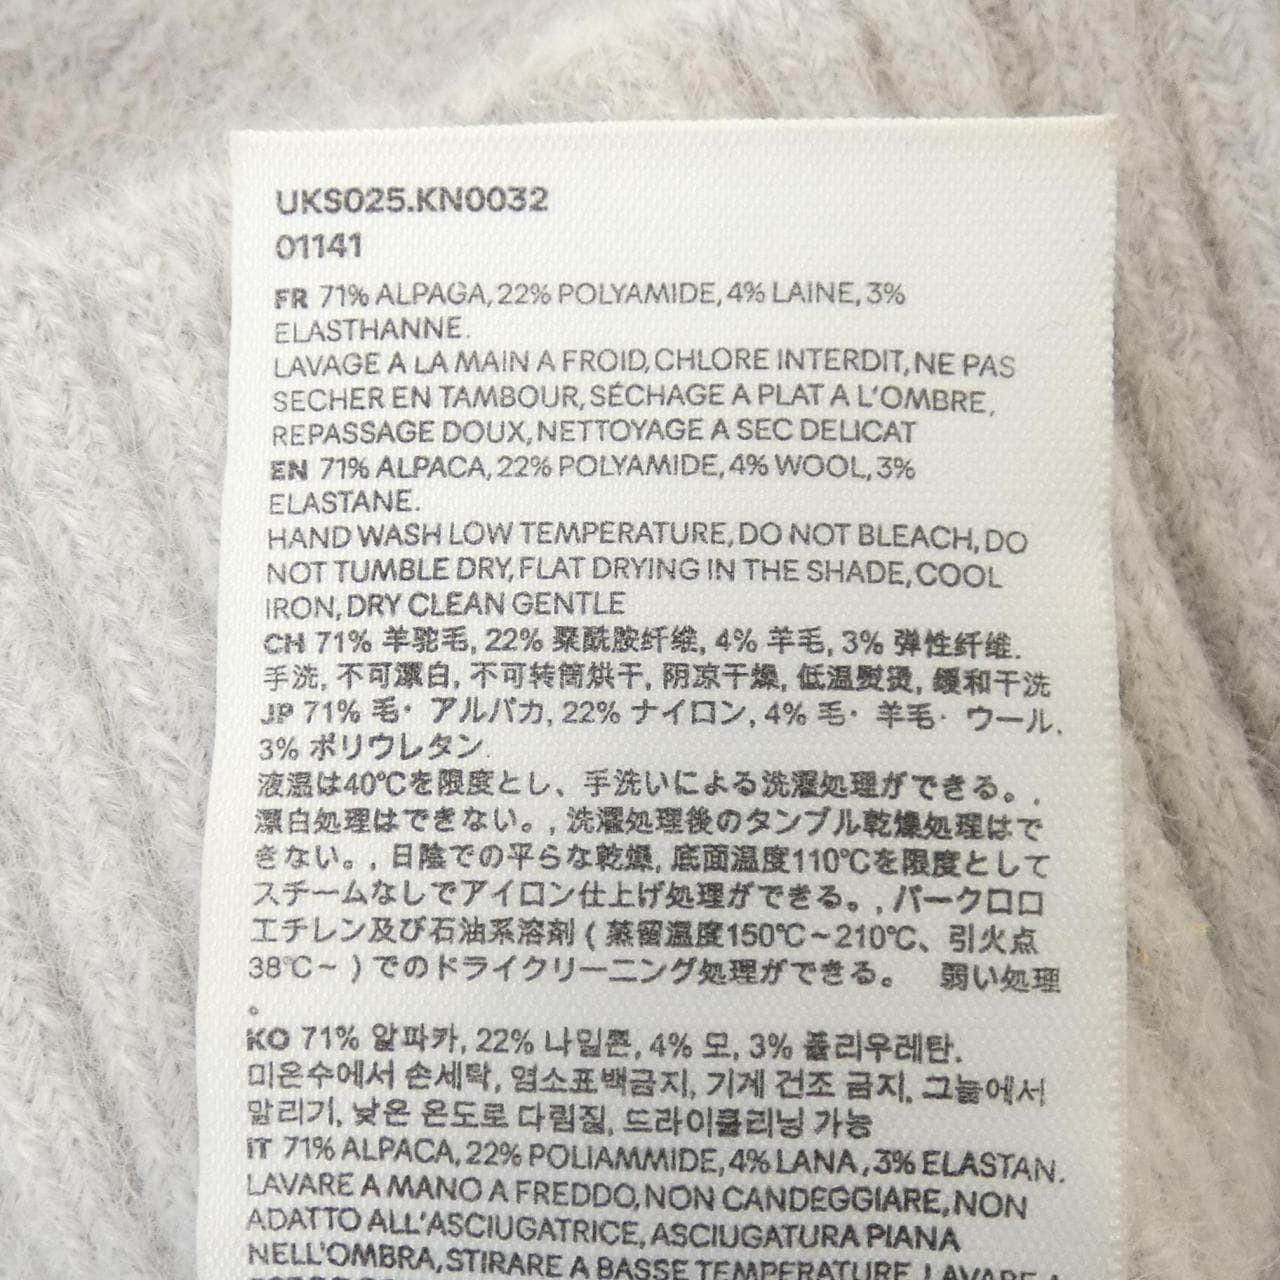 UKS025.KN0032
01141
FR 71% ALPAGA, 22% POLYAMIDE, 4% LAINE, 3%
ELASTHANNE.
LAVAGE A LA MAIN A FROID, CHLORE INTERDIT, NE PAS
SECHER EN TAMBOUR, SÉCHAGE A PLAT A L'OMBRE,
REPASSAGE DOUX, NETTOYAGE A SEC DELICAT
EN 71% ALPACA, 22% POLYAMIDE, 4% WOOL, 3%
ELASTANE.
HAND WASH LOW TEMPERATURE, DO NOT BLEACH, DO
NOT TUMBLE DRY, FLAT DRYING IN THE SHADE, COOL
IRON, DRY CLEAN GENTLE
CH 71% 羊驼毛, 22% 聚酰胺纤维, 4% 羊毛, 3% 弹性纤维.
手洗, 不可漂白, 不可转筒烘干, 阴凉干燥, 低温熨烫, 缓和干洗
JP 71% 毛・アルパカ, 22% ナイロン, 4% 毛・羊毛・ウール,
3% ポリウレタン.
液温は40℃を限度とし、手洗いによる洗濯処理ができる。,
漂白処理はできない。, 洗濯処理後のタンブル乾燥処理はで
きない。, 日陰での平らな乾燥, 底面温度110℃を限度として
スチームなしでアイロン仕上げ処理ができる。, パークロロ
エチレン及び石油系溶剤 ( 蒸留温度150℃~210℃、引火点
38℃~ ) でのドライクリーニング処理ができる。 弱い処理
。
KO 71% 알파카, 22% 나일론, 4% 모, 3% 폴리우레탄.
미온수에서 손세탁, 염소표백금지, 기계 건조 금지, 그늘에서
말리기, 낮은 온도로 다림질, 드라이클리닝 가능
IT 71% ALPACA, 22% POLIAMMIDE, 4% LANA, 3% ELASTAN.
LAVARE A MANO A FREDDO, NON CANDEGGIARE, NON
ADATTO ALL'ASCIUGATRICE, ASCIUGATURA PIANA
NELL'OMBRA, STIRARE A BASSE TEMPERATURE, LAVARE A